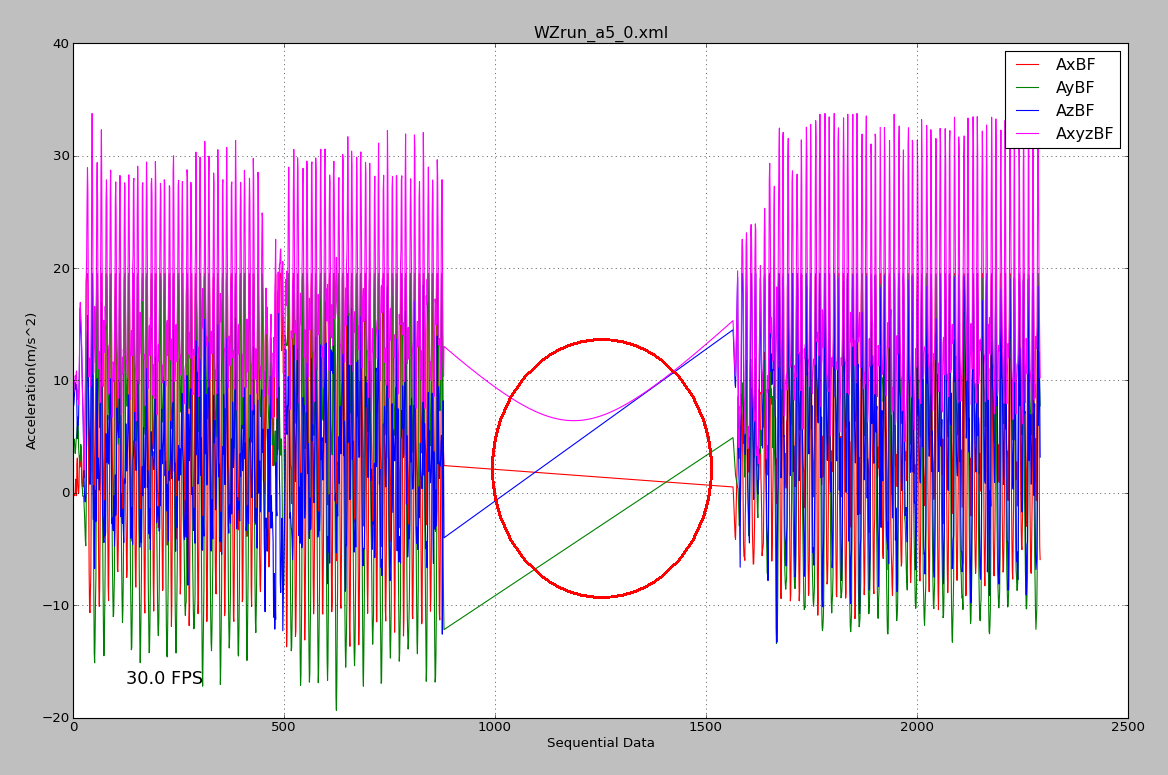 WZrun_a5_0.xml
40
30
20
10
0
−10
−20
Acceleration(m/s^2)
AxBF
AyBF
AzBF
AxyzBF
30.0 FPS
0 500 1000 1500 2000 2500
Sequential Data